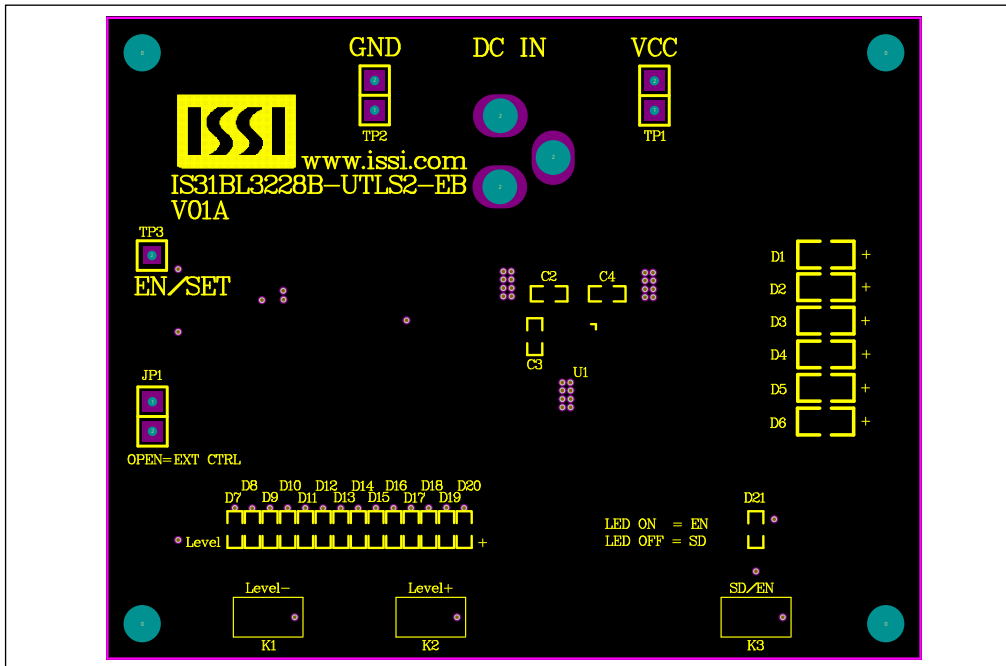 GND DC IN VCC
TP2 TP1
ISSI
www.issi.com
IS31BL3228B-UTLS2-EB
V01A
TP3
EN/SET
C2 C4
C3
U1
D1 +
D2 +
D3 +
D4 +
D5 +
D6 +
JP1
OPEN=EXT CTRL
D8 D10 D12 D14 D16 D18 D20
D7 D9 D11 D13 D15 D17 D19
D21
LED ON = EN
LED OFF = SD
Level +
Level- Level+ SD/EN
K1 K2 K3